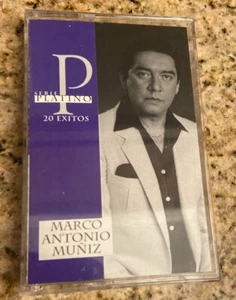 P
SERIE
PLATINO
20 EXITOS
MARCO
ANTONIO
MUÑIZ